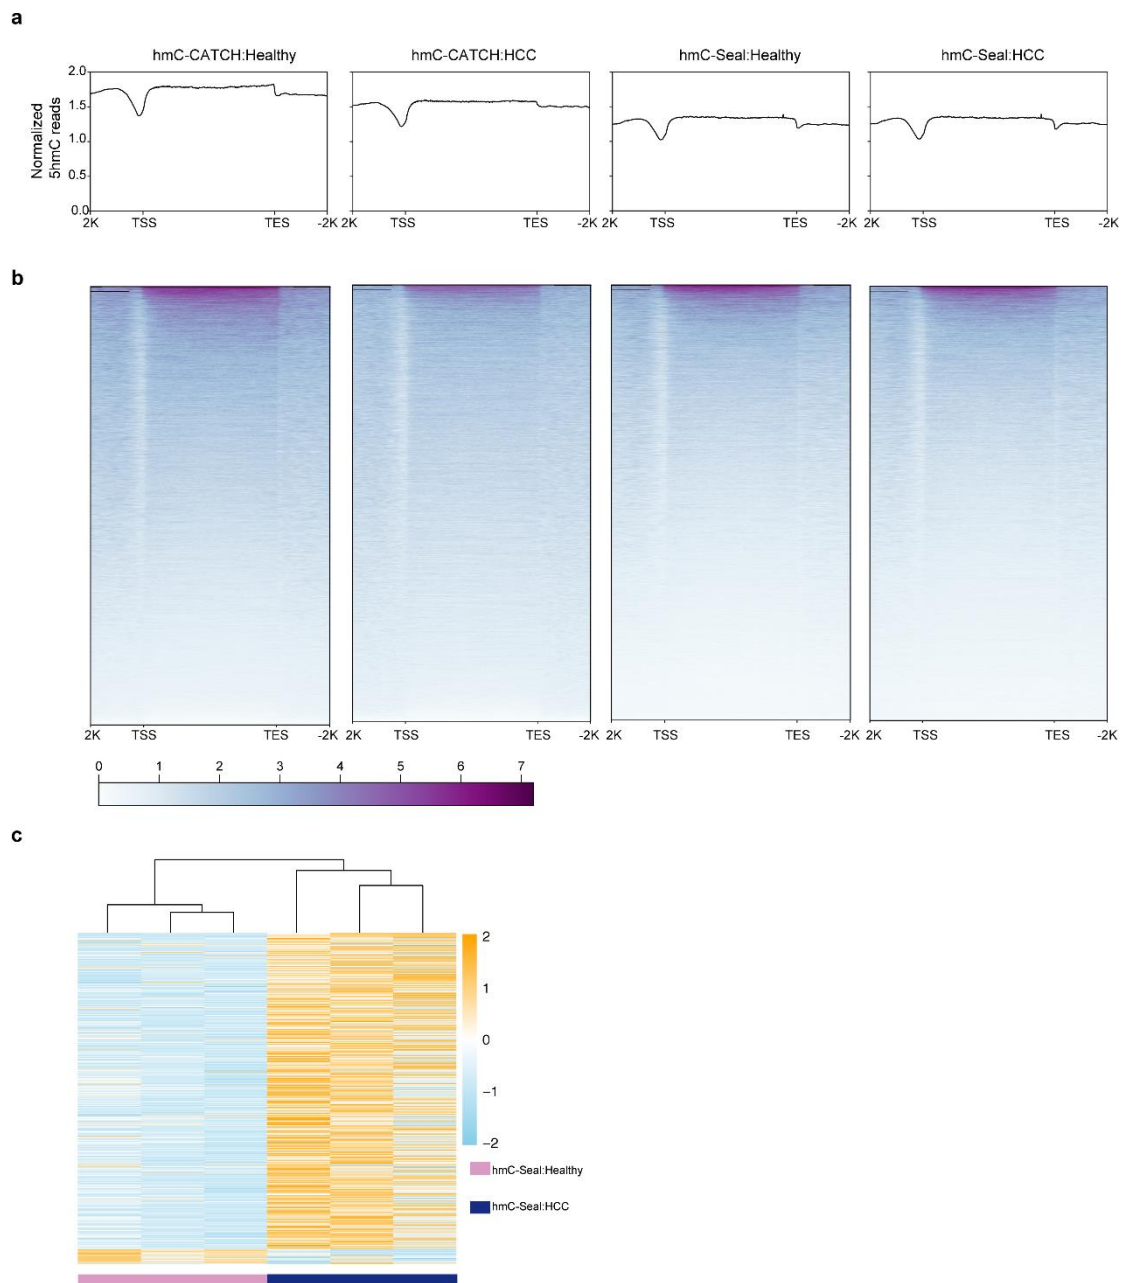 a
hmC-CATCH:Healthy hmC-CATCH:HCC hmC-Seal:Healthy hmC-Seal:HCC
Normalized
5hmC reads
2.0
1.5
1.0
0.5
0.0
2K TSS TES -2K 2K TSS TES -2K 2K TSS TES -2K 2K TSS TES -2K
b
2K TSS TES -2K 2K TSS TES -2K 2K TSS TES -2K 2K TSS TES -2K
0 1 2 3 4 5 6 7
c
2
1
0
−1
−2
hmC-Seal:Healthy
hmC-Seal:HCC